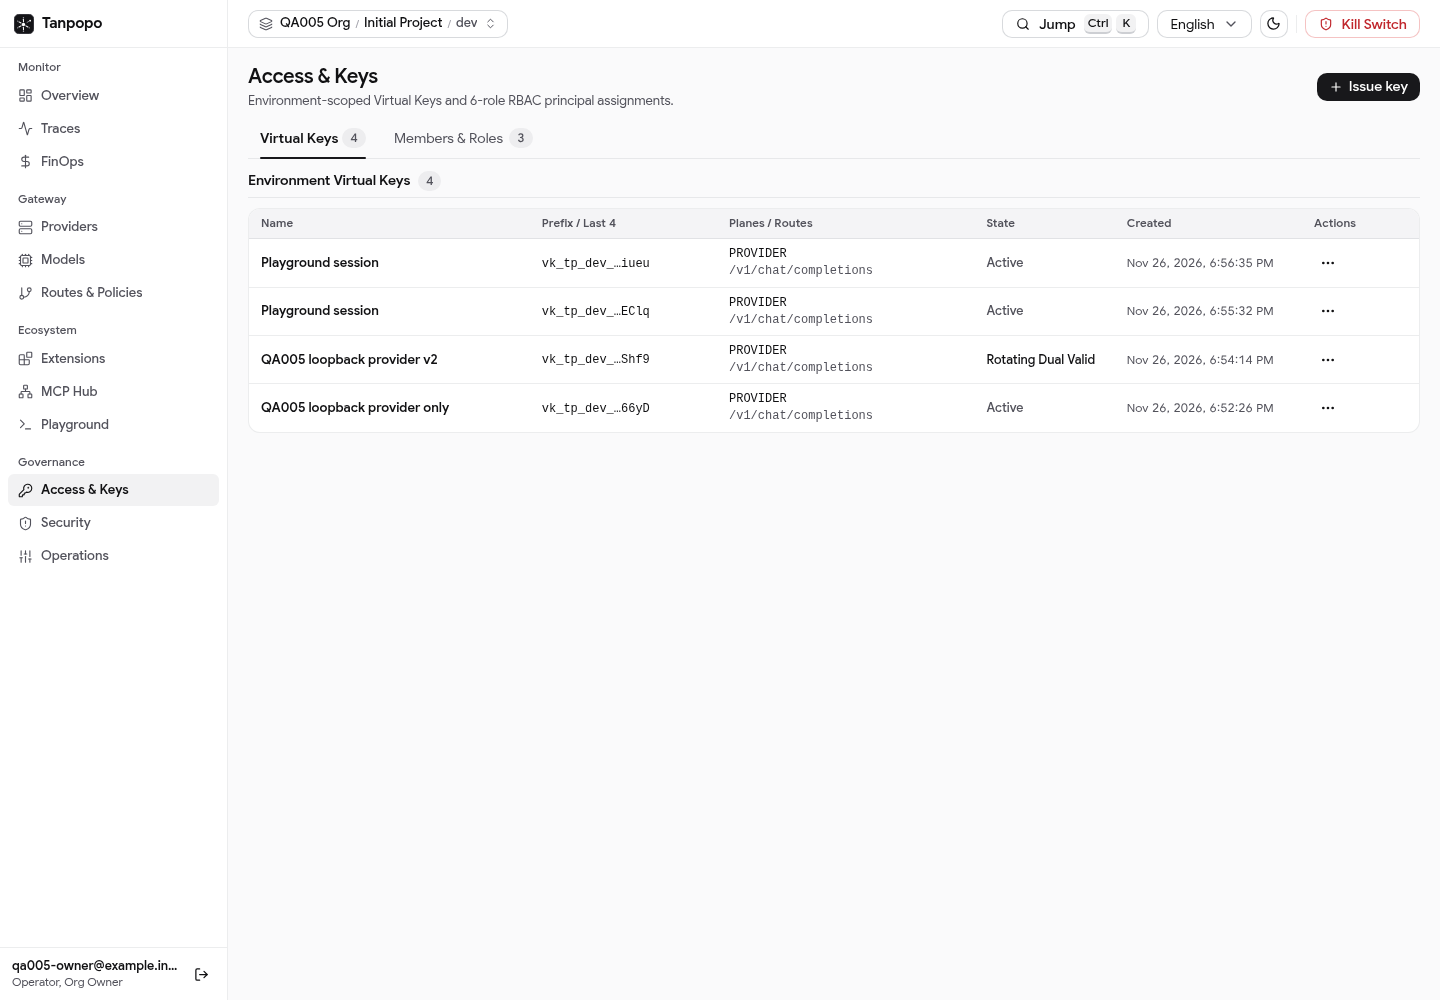 Tanpopo
QA005 Org / Initial Project / dev
Jump Ctrl K
English
Kill Switch
Monitor
Overview
Traces
FinOps
Gateway
Providers
Models
Routes & Policies
Ecosystem
Extensions
MCP Hub
Playground
Governance
Access & Keys
Security
Operations
qa005-owner@example.in...
Operator, Org Owner
Access & Keys
Environment-scoped Virtual Keys and 6-role RBAC principal assignments.
Issue key
Virtual Keys 4
Members & Roles 3
Environment Virtual Keys 4
Name Prefix / Last 4 Planes / Routes State Created Actions
Playground session vk_tp_dev_…iueu PROVIDER Active Nov 26, 2026, 6:56:35 PM
/v1/chat/completions
Playground session vk_tp_dev_…EClq PROVIDER Active Nov 26, 2026, 6:55:32 PM
/v1/chat/completions
QA005 loopback provider v2 vk_tp_dev_…Shf9 PROVIDER Rotating Dual Valid Nov 26, 2026, 6:54:14 PM
/v1/chat/completions
QA005 loopback provider only vk_tp_dev_…66yD PROVIDER Active Nov 26, 2026, 6:52:26 PM
/v1/chat/completions